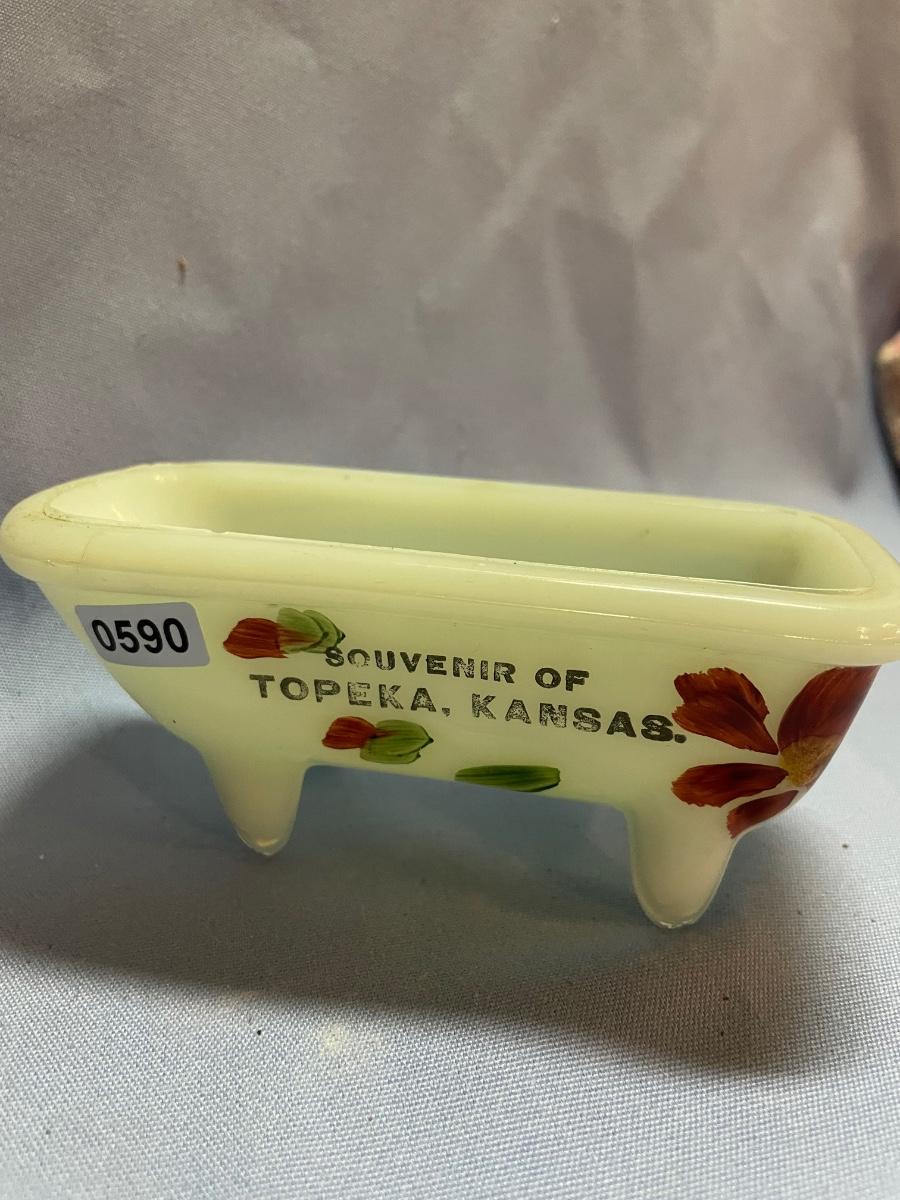 0590
SOUVENIR OF
TOPEKA, KANSAS.